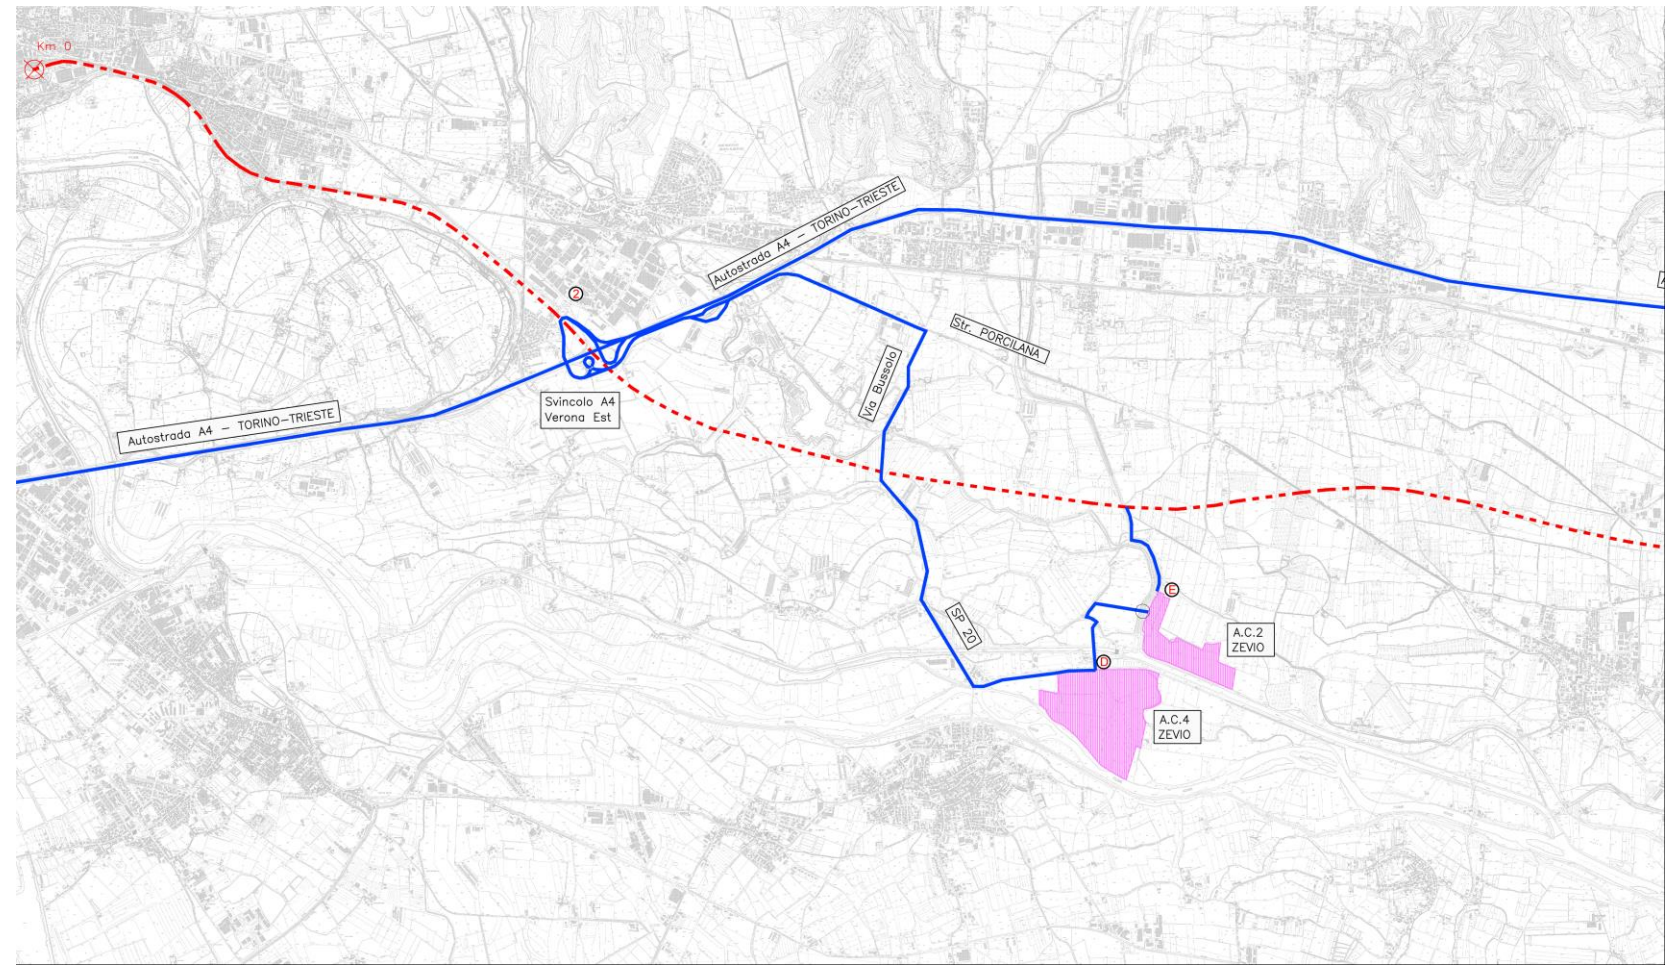 Km 0
Autostrada A4 – TORINO–TRIESTE
A
2
Str. PORCILANA
Via Bussolo
Svincolo A4
Verona Est
Autostrada A4 – TORINO–TRIESTE
E
SP 20
A.C.2
ZEVIO
D
A.C.4
ZEVIO